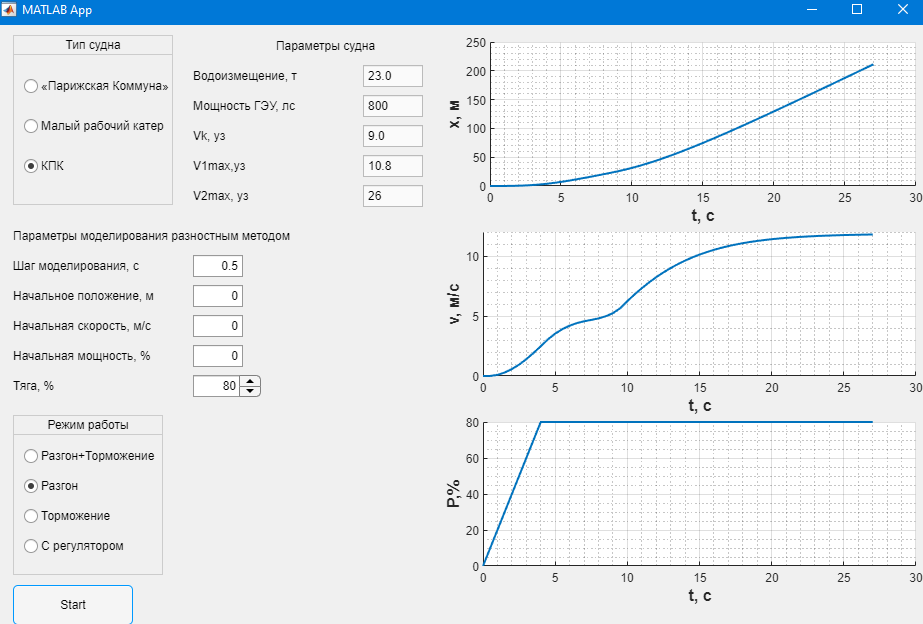 MATLAB App
Тип судна
«Парижская Коммуна»
Малый рабочий катер
КПК
Параметры судна
Водоизмещение, т 23.0
Мощность ГЭУ, лс 800
Vk, уз 9.0
V1max,уз 10.8
V2max, уз 26
Параметры моделирования разностным методом
Шаг моделирования, с 0.5
Начальное положение, м 0
Начальная скорость, м/с 0
Начальная мощность, % 0
Тяга, % 80
Режим работы
Разгон+Торможение
Разгон
Торможение
С регулятором
Start
250
200
150
100
50
0
x, м
0 5 10 15 20 25 30
t, c
10
5
0
v, м/с
0 5 10 15 20 25 30
t, c
80
60
40
20
0
P,%
0 5 10 15 20 25 30
t, c